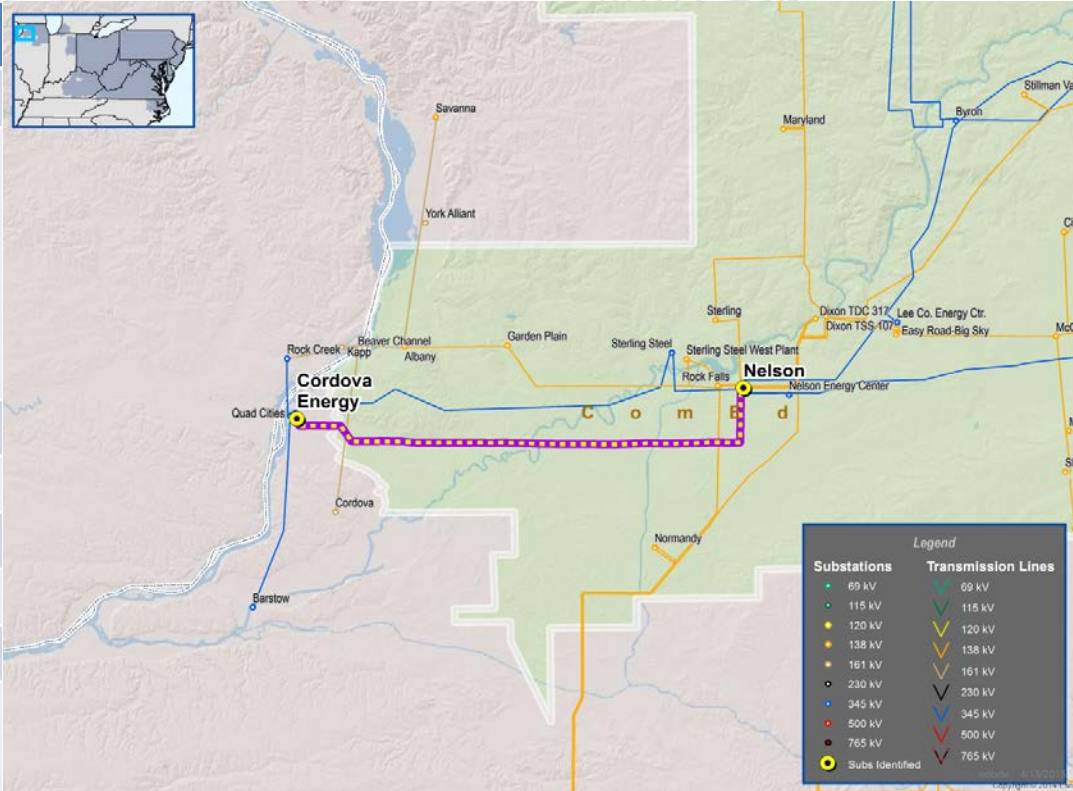 Savanna
York Alliant
Maryland
Byron
Stillman Va
Rock Creek
Kapp
Beaver Channel
Albany
Garden Plain
Sterling Steel
Sterling
Sterling Steel West Plant
Rock Falls
Nelson
Dixon TDC 317
Dixon TSS 107
Lee Co. Energy Ctr.
Easy Road-Big Sky
Nelson Energy Center
ComEd
Quad Cities
Cordova
Energy
Cordova
Normandy
Barstow
Legend
Substations
69 kV
115 kV
120 kV
138 kV
161 kV
230 kV
345 kV
500 kV
765 kV
Subs Identified
Transmission Lines
69 kV
115 kV
120 kV
138 kV
161 kV
230 kV
345 kV
500 kV
765 kV